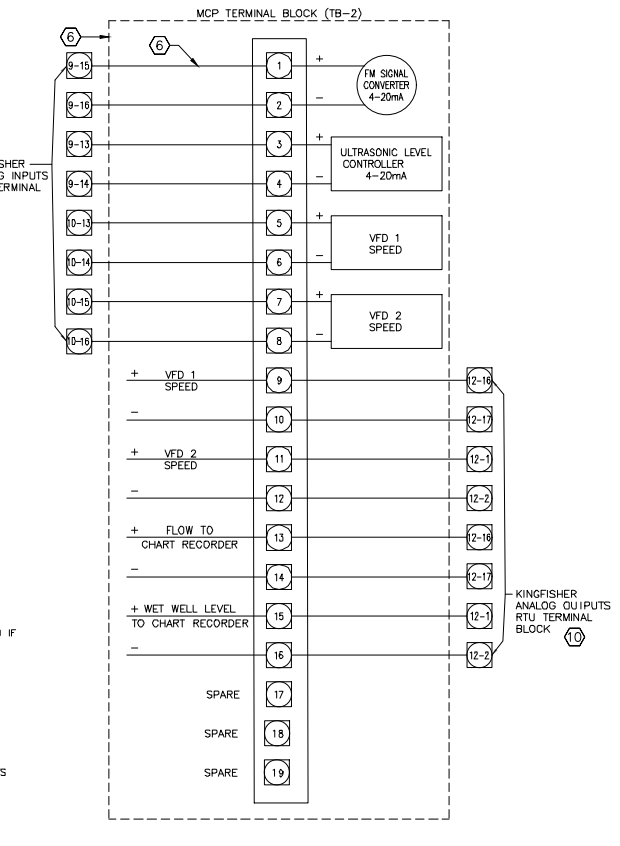 MCP TERMINAL BLOCK (TB-2)
6
6
9-15
1
+
FM SIGNAL
CONVERTER
4-20mA
9-16
2
-
9-13
3
+
SHER
G INPUTS
ERMINAL
ULTRASONIC LEVEL
CONTROLLER
4-20mA
9-14
4
-
10-13
5
+
VFD 1
SPEED
10-14
6
-
10-15
7
+
VFD 2
SPEED
10-16
8
-
+ VFD 1
SPEED
9
12-16
-
10
12-17
+ VFD 2
SPEED
11
12-1
-
12
12-2
+ FLOW TO
CHART RECORDER
13
12-16
-
14
12-17
KINGFISHER
ANALOG OUIPUTS
RTU TERMINAL
BLOCK 10
+ WET WELL LEVEL
TO CHART RECORDER
15
12-1
IF
-
16
12-2
SPARE
17
SPARE
18
SPARE
19
TS